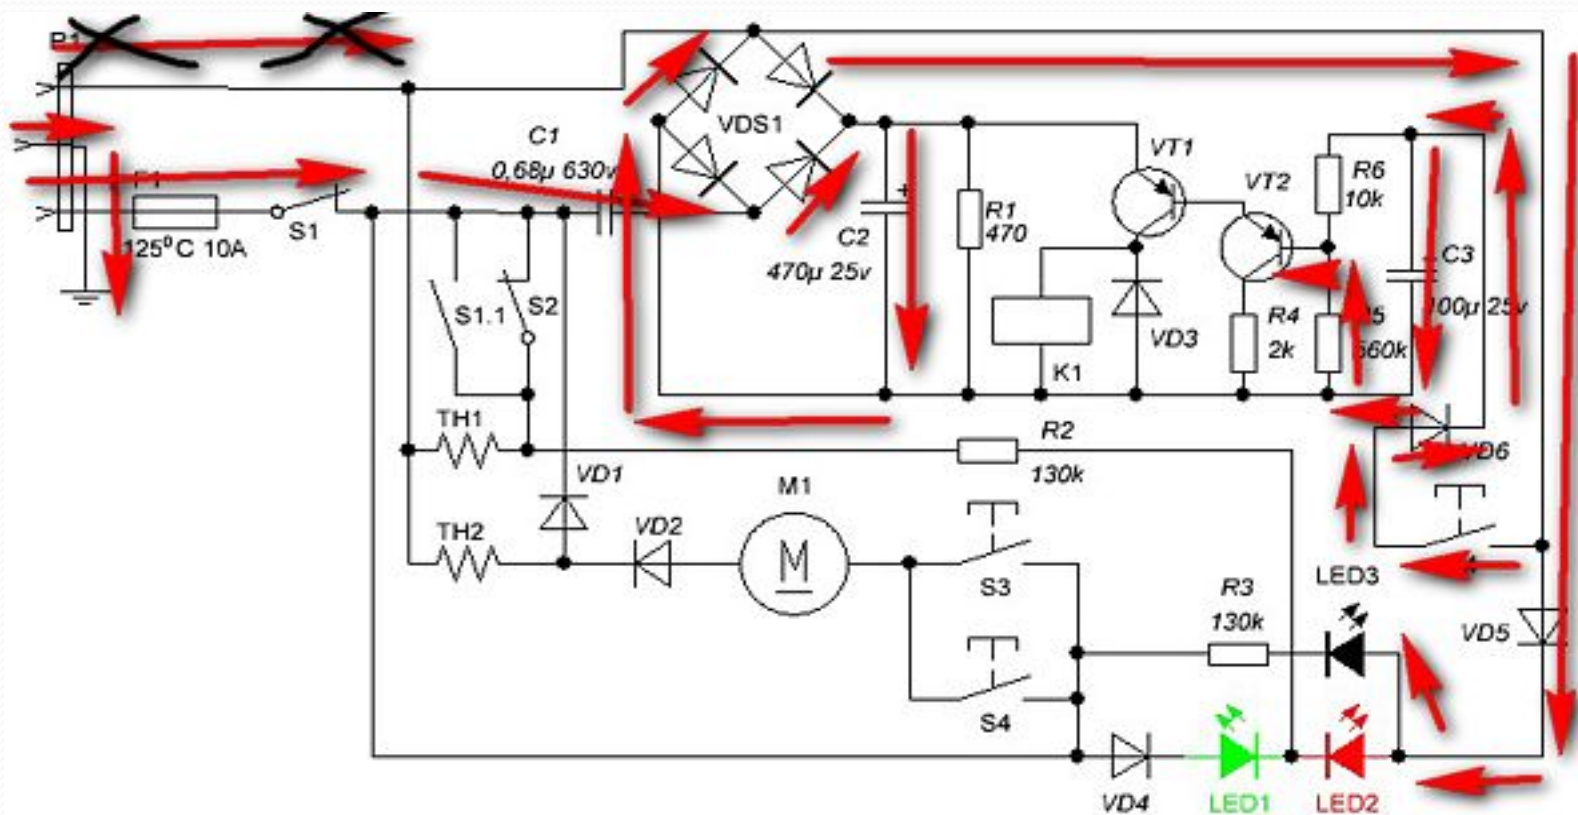 P1
C1
0,68µ 630v
VDS1
F1
125⁰C 10A
S1
S1.1
S2
C2
470µ 25v
+
R1
470
VT1
VT2
R6
10k
C3
100µ 25v
R4
2k
R5
560k
VD3
K1
TH1
R2
130k
VD6
VD1
M1
TH2
VD2
M
S3
LED3
R3
130k
VD5
S4
VD4
LED1
LED2